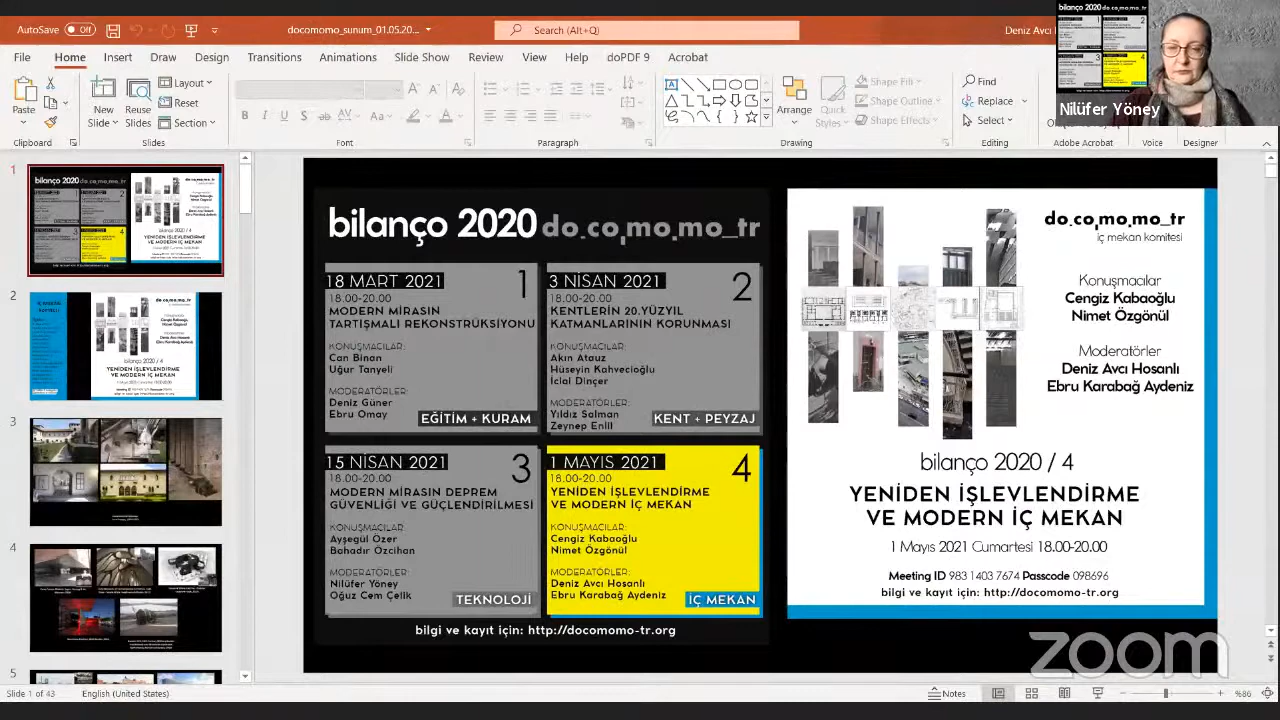 AutoSave
Off
docomomo_su
.05.20
Search (Alt+Q)
Deniz Avcı
Nilüfer Yöney
File
Home
Insert
Draw
Design
Transitions
Animations
Review
View
Paste
New
Slide
Reuse
Slides
Layout
Reset
Section
Arrange
Quick
Styles
Shape Fill
Shape Outline
Shape Effects
Replace
Select
Clipboard
Slides
Font
Paragraph
Drawing
Editing
Adobe Acrobat
Voice
Designer
1
2
3
4
5
bilanço 2020do_co_mo_mo_tr
18 MART 2021
1
18.00-20.00
MODERN MİRASIN
TARTIŞMALI REKONSTRÜKSİYONU
KONUŞMACILAR:
Can Binan
Uğur Tanyeli
MODERATÖRLER:
Deniz Güner
Ebru Omay
EĞİTİM + KURAM
3 NİSAN 2021
2
18.00-20.00
KENTLERİN 20.YÜZYIL
KATMANLARININ KORUNMASI
KONUŞMACILAR:
Akın Atauz
Hüseyin Kahvecioğlu
İclal Dinçer
MODERATÖRLER:
Yıldız Salman
Zeynep Enlil
KENT + PEYZAJ
15 NİSAN 2021
3
18.00-20.00
MODERN MİRASIN DEPREM
GÜVENLİĞİ VE GÜÇLENDİRİLMESİ
KONUŞMACILAR:
Ayşegül Özer
Bahadır Özcihan
MODERATÖRLER:
Nilüfer Yöney
Oğuz Cem Çelik
TEKNOLOJİ
1 MAYIS 2021
4
18.00-20.00
YENİDEN İŞLEVLENDİRME
VE MODERN İÇ MEKAN
KONUŞMACILAR:
Cengiz Kabaoğlu
Nimet Özgönül
MODERATÖRLER:
Deniz Avcı Hosanlı
Ebru Karabağ Aydeniz
İÇ MEKAN
bilgi ve kayıt için: http://docomomo-tr.org
do_co_mo_mo_tr
iç mekan komitesi
Konuşmacılar
Cengiz Kabaoğlu
Nimet Özgönül
Moderatörler
Deniz Avcı Hosanlı
Ebru Karabağ Aydeniz
bilanço 2020 / 4
YENİDEN İŞLEVLENDİRME
VE MODERN İÇ MEKAN
1 Mayıs 2021 Cumartesi 18.00-20.00
Meeting ID 983 1403 7674 Passcode 098696
bilgi ve kayıt için: http://docomomo-tr.org
zoom
Slide 1 of 43
English (United States)
Notes
%86